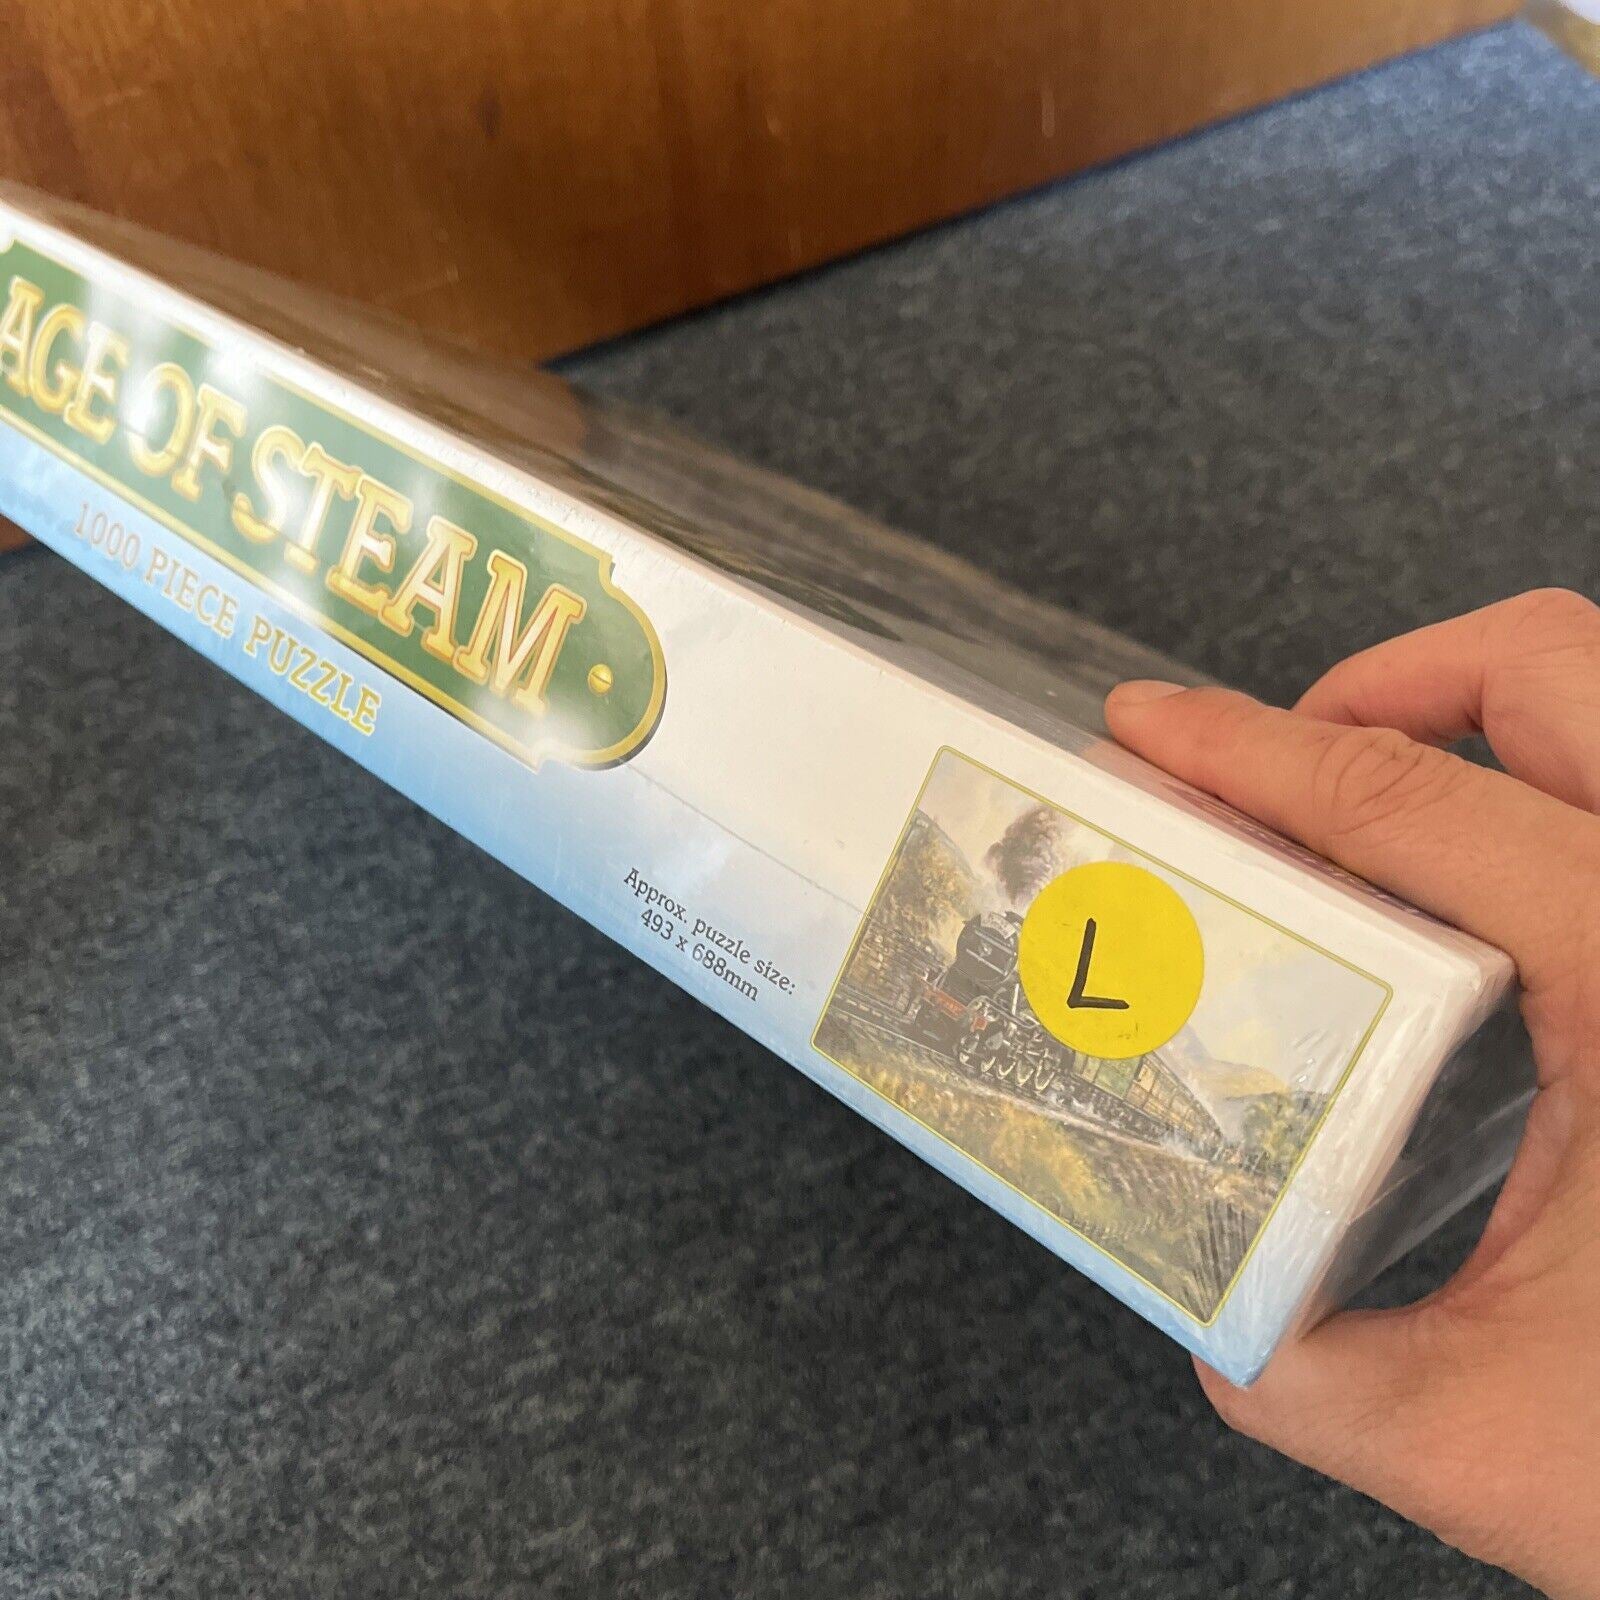 AGE OF STEAM
1000 PIECE PUZZLE
Approx. puzzle size:
493 x 688mm
L